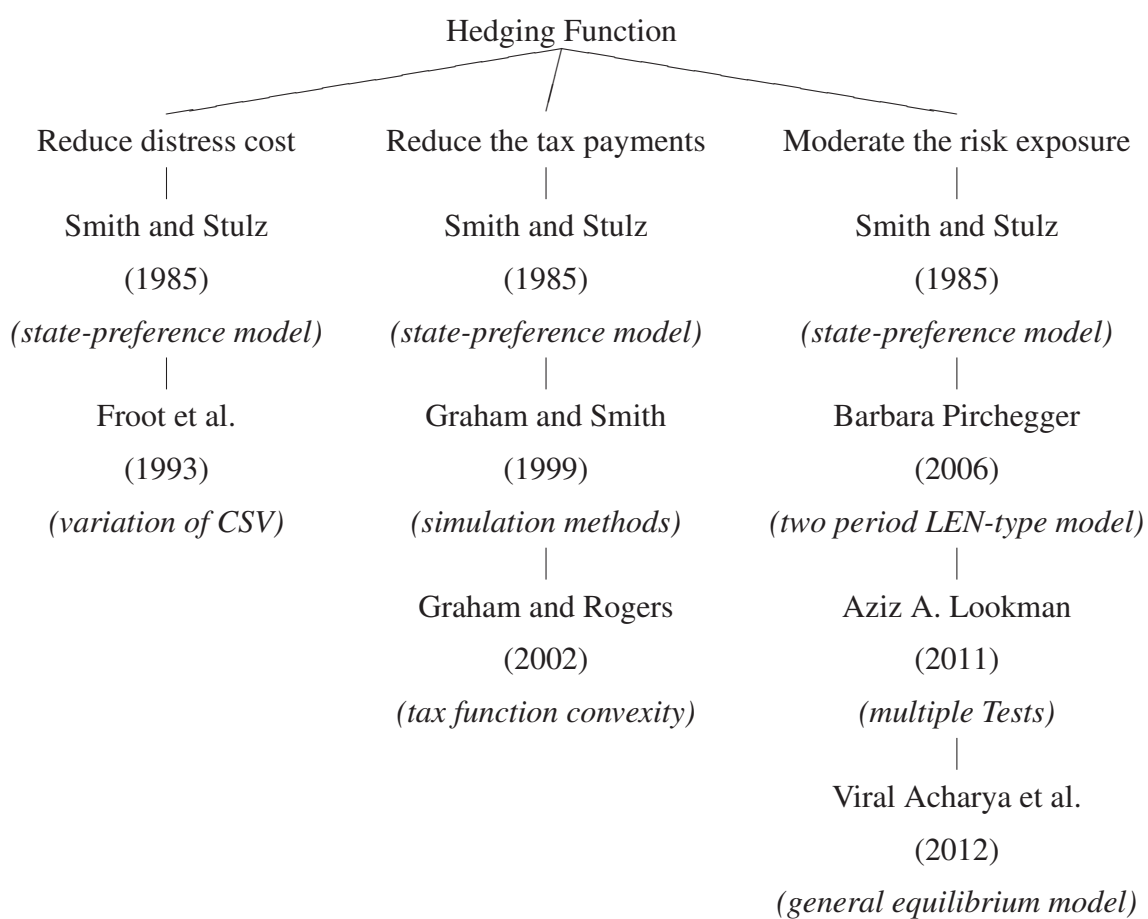 Hedging Function
Reduce distress cost
Smith and Stulz
(1985)
(state-preference model)
Froot et al.
(1993)
(variation of CSV)
Reduce the tax payments
Smith and Stulz
(1985)
(state-preference model)
Graham and Smith
(1999)
(simulation methods)
Graham and Rogers
(2002)
(tax function convexity)
Moderate the risk exposure
Smith and Stulz
(1985)
(state-preference model)
Barbara Pirchegger
(2006)
(two period LEN-type model)
Aziz A. Lookman
(2011)
(multiple Tests)
Viral Acharya et al.
(2012)
(general equilibrium model)